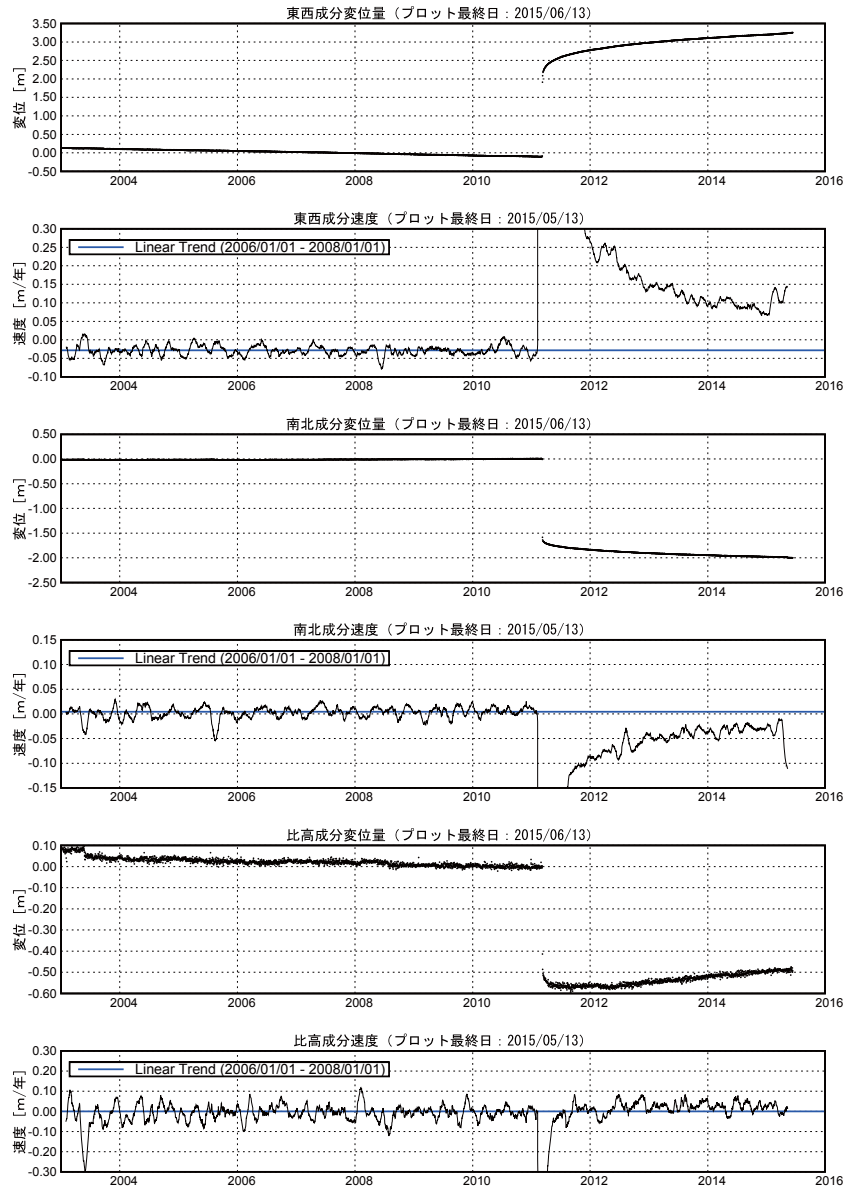 東西成分変位量（プロット最終日：2015/06/13）
変位 [m]
3.50
3.00
2.50
2.00
1.50
1.00
0.50
0.00
-0.50
2004 2006 2008 2010 2012 2014 2016
東西成分速度（プロット最終日：2015/05/13）
速度 [m/年]
0.30
0.25
0.20
0.15
0.10
0.05
0.00
-0.05
-0.10
Linear Trend (2006/01/01 - 2008/01/01)
2004 2006 2008 2010 2012 2014 2016
南北成分変位量（プロット最終日：2015/06/13）
変位 [m]
0.50
0.00
-0.50
-1.00
-1.50
-2.00
-2.50
2004 2006 2008 2010 2012 2014 2016
南北成分速度（プロット最終日：2015/05/13）
速度 [m/年]
0.15
0.10
0.05
0.00
-0.05
-0.10
-0.15
Linear Trend (2006/01/01 - 2008/01/01)
2004 2006 2008 2010 2012 2014 2016
比高成分変位量（プロット最終日：2015/06/13）
変位 [m]
0.10
0.00
-0.10
-0.20
-0.30
-0.40
-0.50
-0.60
2004 2006 2008 2010 2012 2014 2016
比高成分速度（プロット最終日：2015/05/13）
速度 [m/年]
0.30
0.20
0.10
0.00
-0.10
-0.20
-0.30
Linear Trend (2006/01/01 - 2008/01/01)
2004 2006 2008 2010 2012 2014 2016